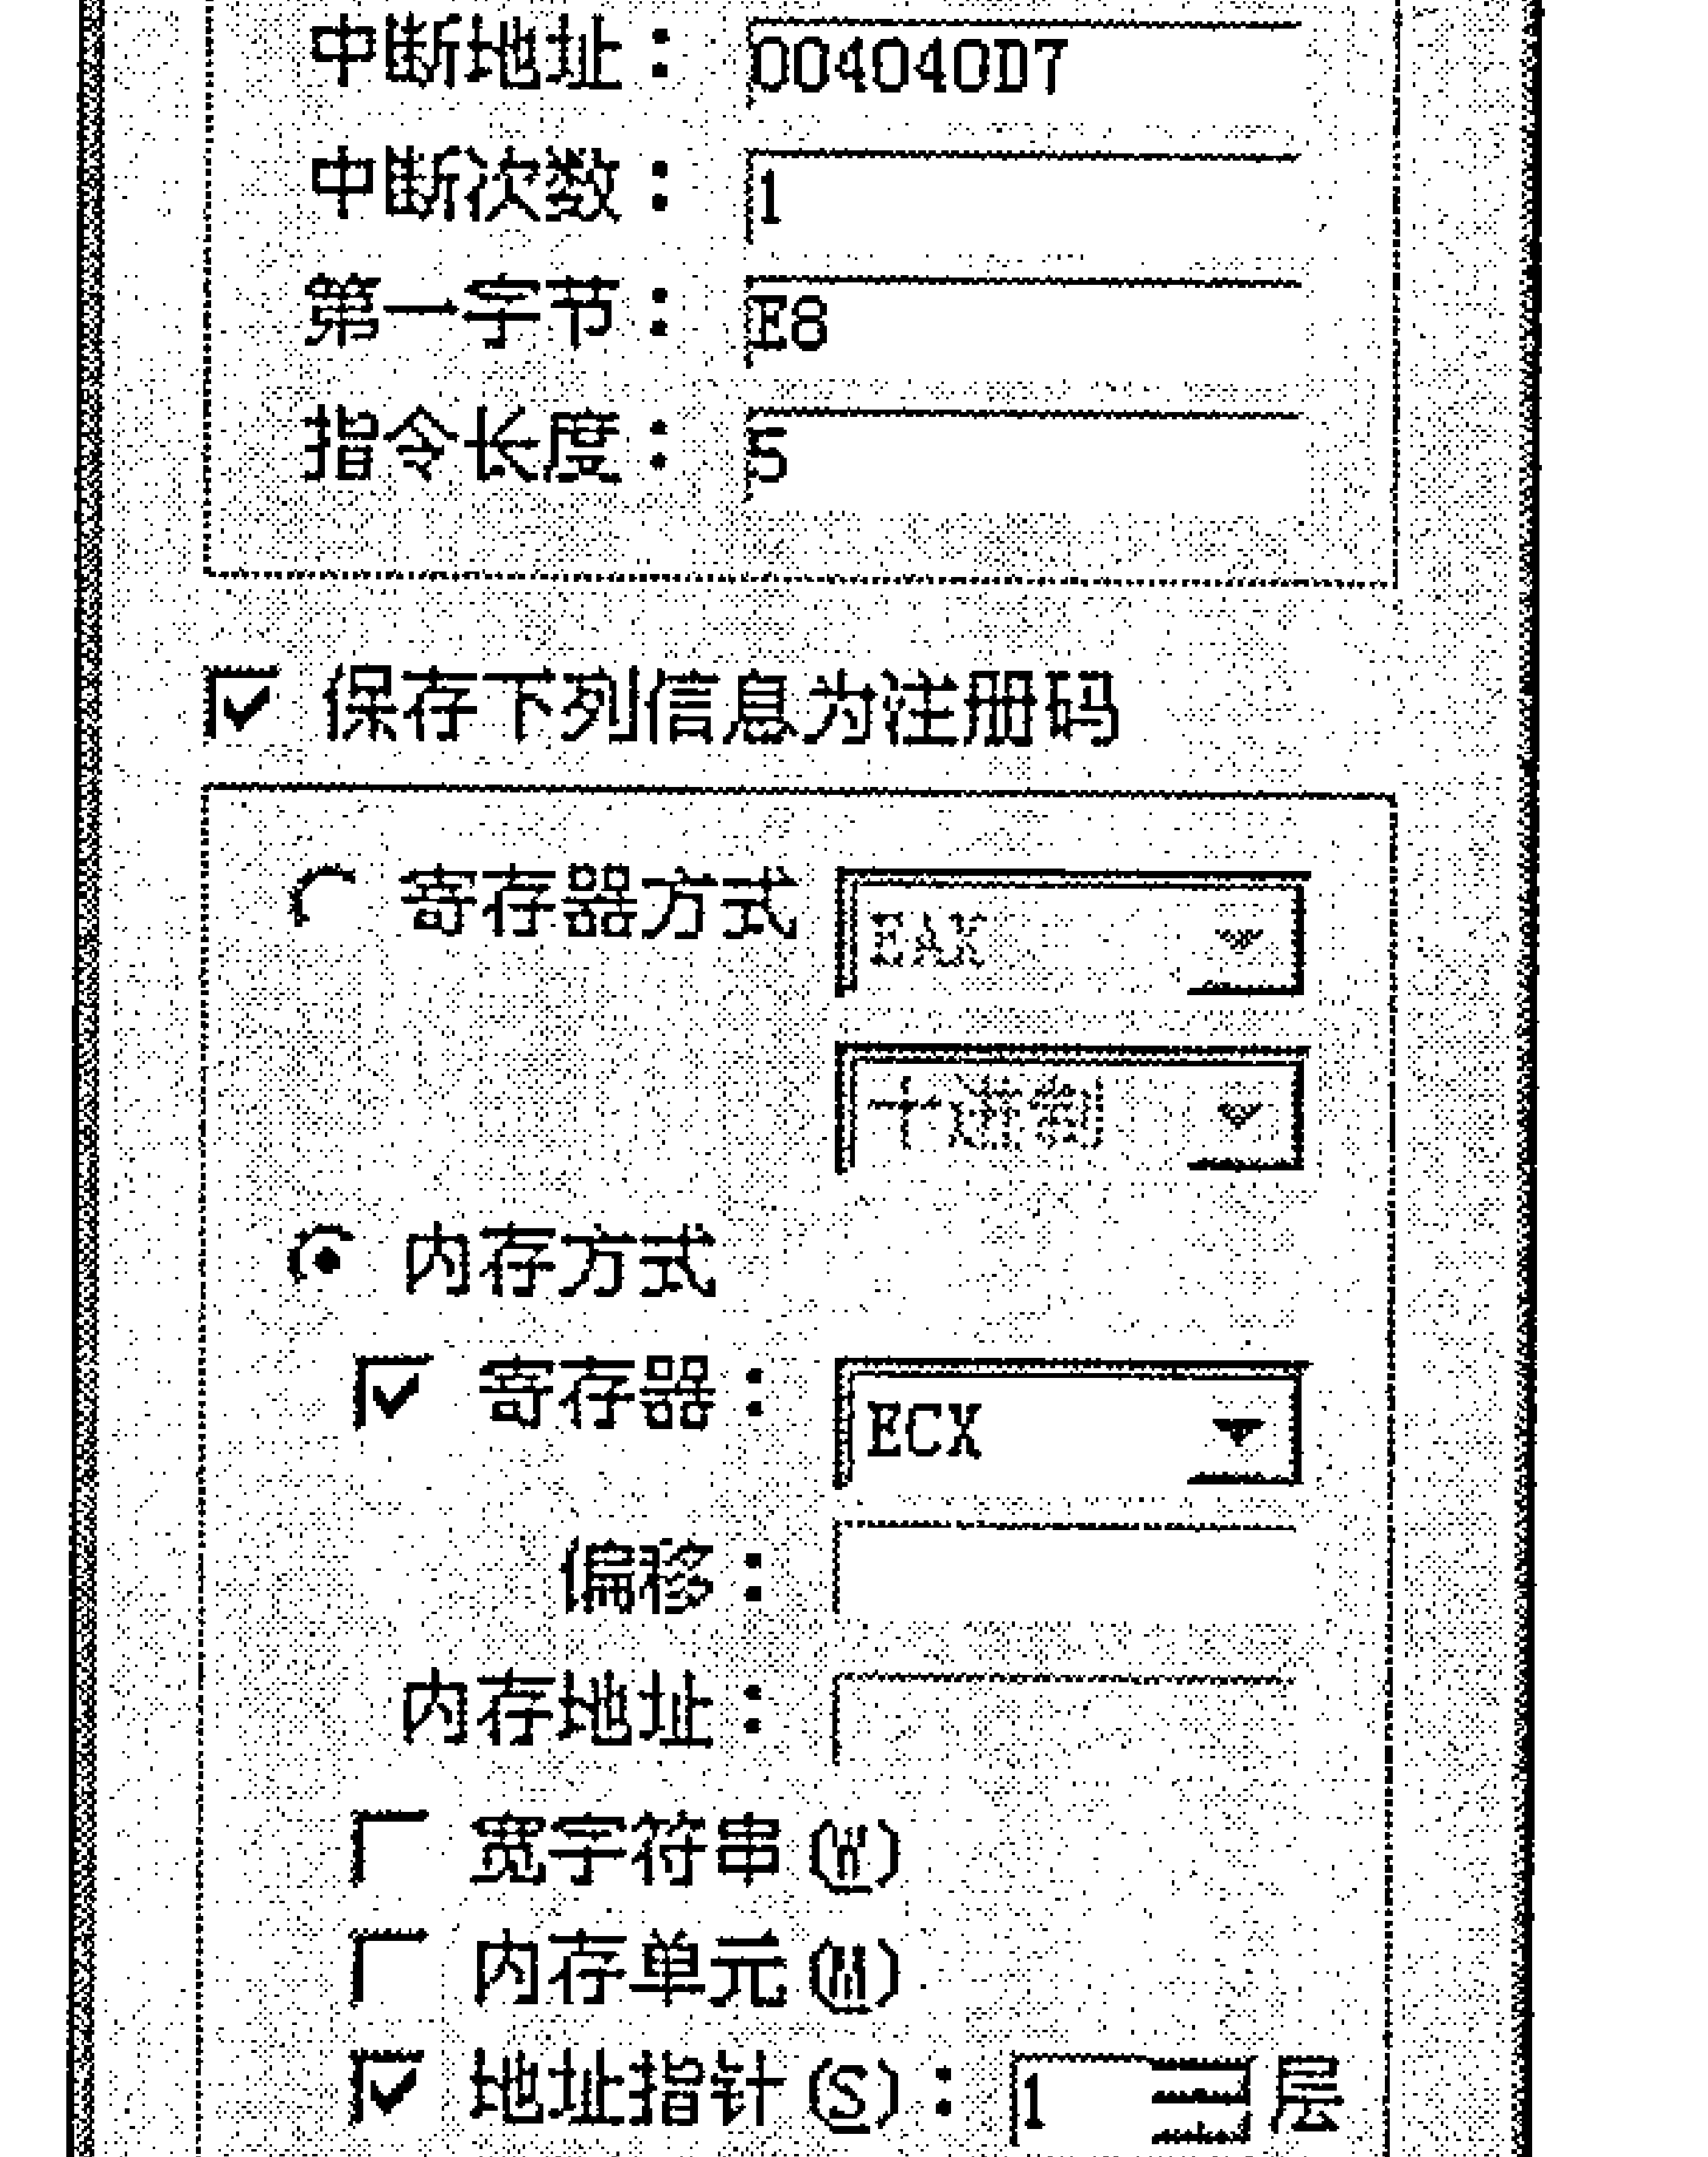 中断地址： 004040D7
中断次数： 1
第一字节： E8
指令长度： 5
保存下列信息为注册码
寄存器方式 EAX
十进制
内存方式
寄存器： ECX
偏移：
内存地址：
宽字符串(W)
内存单元(M)
地址指针(S)： 1 层